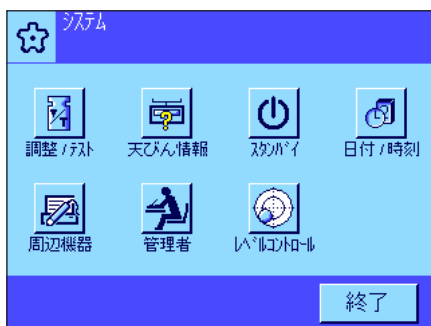 システム
調整 / テスト
天びん情報
スタンバイ
日付 / 時刻
周辺機器
管理者
レベルコントロール
終了